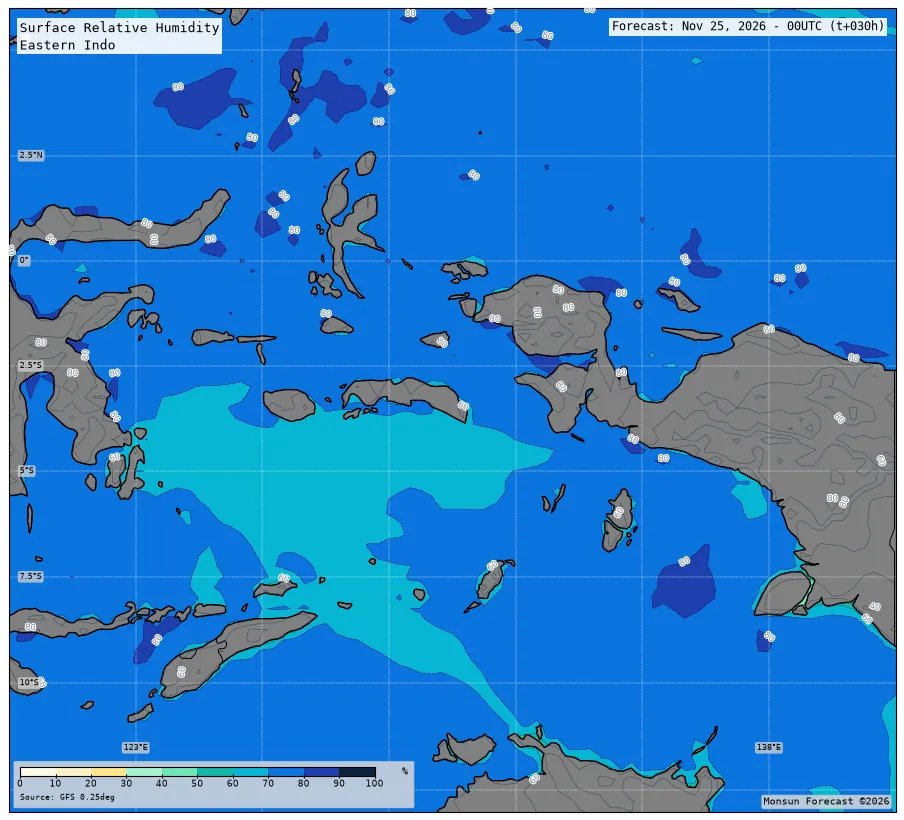 Surface Relative Humidity
Eastern Indo
Forecast: Nov 25, 2026 - 00UTC (t+030h)
2.5°N
0°
2.5°S
5°S
7.5°S
10°S
123°E
138°E
0 10 20 30 40 50 60 70 80 90 100 %
Source: GFS 0.25deg
Monsun Forecast ©2026